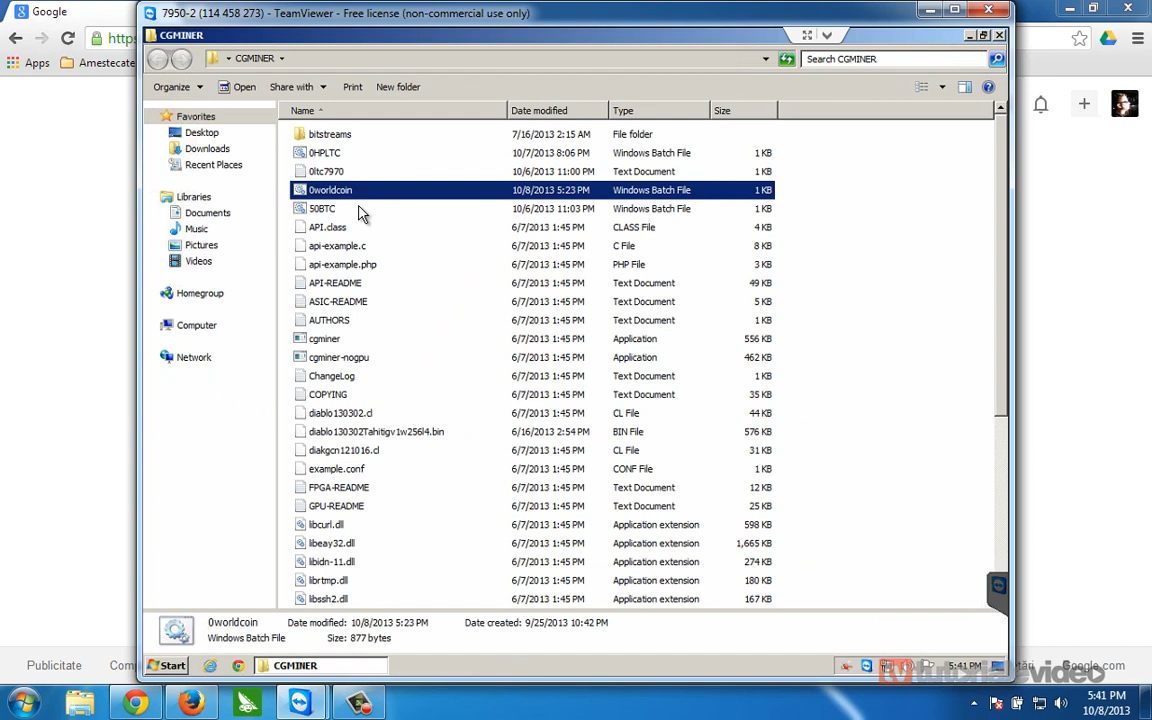 Google
7950-2 (114 458 273) - TeamViewer - Free license (non-commercial use only)
https
Apps
Amestecate
CGMINER
CGMINER
Search CGMINER
Organize
Open
Share with
Print
New folder
Favorites
Desktop
Downloads
Recent Places
Libraries
Documents
Music
Pictures
Videos
Homegroup
Computer
Network
Name
Date modified
Type
Size
bitstreams 7/16/2013 2:15 AM File folder
0HPLTC 10/7/2013 8:06 PM Windows Batch File 1 KB
0ltc7970 10/6/2013 11:00 PM Text Document 1 KB
0worldcoin 10/8/2013 5:23 PM Windows Batch File 1 KB
50BTC 10/6/2013 11:03 PM Windows Batch File 1 KB
API.class 6/7/2013 1:45 PM CLASS File 6 KB
api-example.c 6/7/2013 1:45 PM C File 8 KB
api-example.php 6/7/2013 1:45 PM PHP File 3 KB
API-README 6/7/2013 1:45 PM Text Document 49 KB
ASIC-README 6/7/2013 1:45 PM Text Document 5 KB
AUTHORS 6/7/2013 1:45 PM Text Document 1 KB
cgminer 6/7/2013 1:45 PM Application 556 KB
cgminer-nogpu 6/7/2013 1:45 PM Application 462 KB
ChangeLog 6/7/2013 1:45 PM Text Document 1 KB
COPYING 6/7/2013 1:45 PM Text Document 35 KB
diablo130302.cl 6/7/2013 1:45 PM CL File 44 KB
diablo130302Tahitigv1w256l4.bin 6/16/2013 2:54 PM BIN File 576 KB
diakgcn121016.cl 6/7/2013 1:45 PM CL File 31 KB
example.conf 6/7/2013 1:45 PM CONF File 1 KB
FPGA-README 6/7/2013 1:45 PM Text Document 12 KB
GPU-README 6/7/2013 1:45 PM Text Document 25 KB
libcurl.dll 6/7/2013 1:45 PM Application extension 598 KB
libeay32.dll 6/7/2013 1:45 PM Application extension 1,665 KB
libidn-11.dll 6/7/2013 1:45 PM Application extension 274 KB
librtmp.dll 6/7/2013 1:45 PM Application extension 180 KB
libssh2.dll 6/7/2013 1:45 PM Application extension 167 KB
0worldcoin Date modified: 10/8/2013 5:23 PM Date created: 9/25/2013 10:42 PM
Windows Batch File Size: 877 bytes
Start
CGMINER
5:41 PM
Publicitate
Google.com
tvtutorialevideo
5:41 PM
10/8/2013